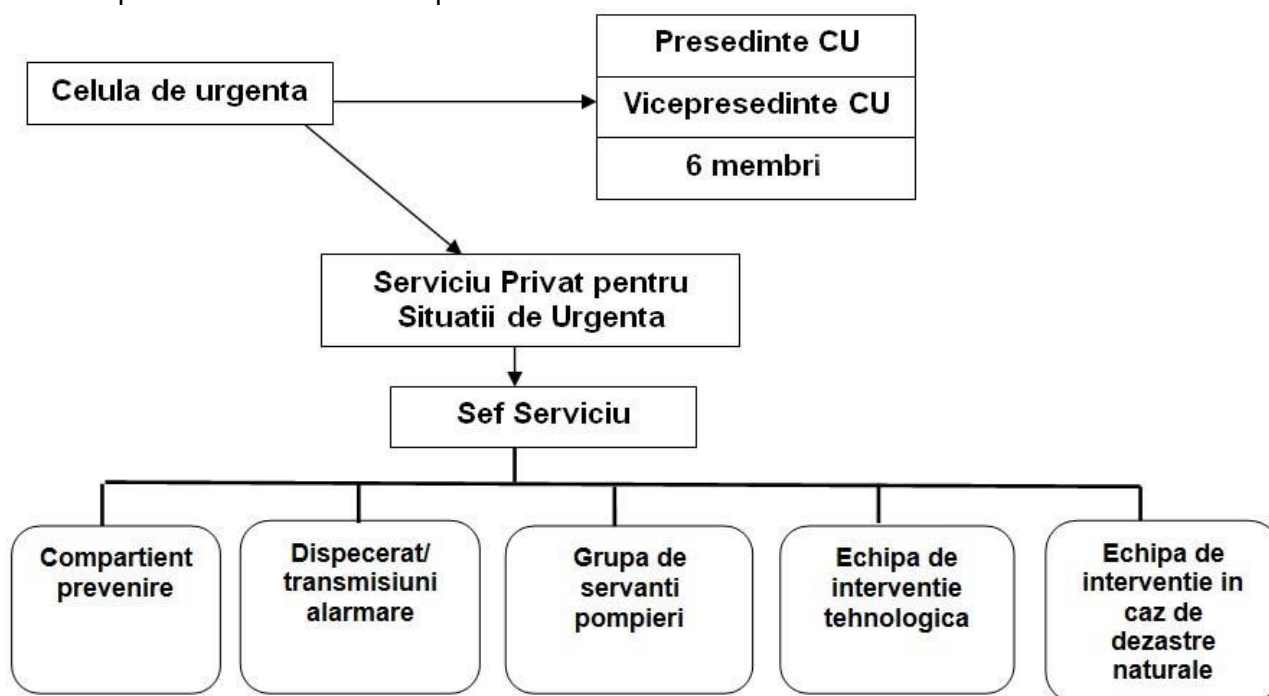 Presedinte CU
Celula de urgenta
Vicepresedinte CU
6 membri
Serviciu Privat pentru
Situatii de Urgenta
Sef Serviciu
Compartient
prevenire
Dispecerat/
transmisiuni
alarmare
Grupa de
servanti
pompieri
Echipa de
interventie
tehnologica
Echipa de
interventie in
caz de
dezastre
naturale